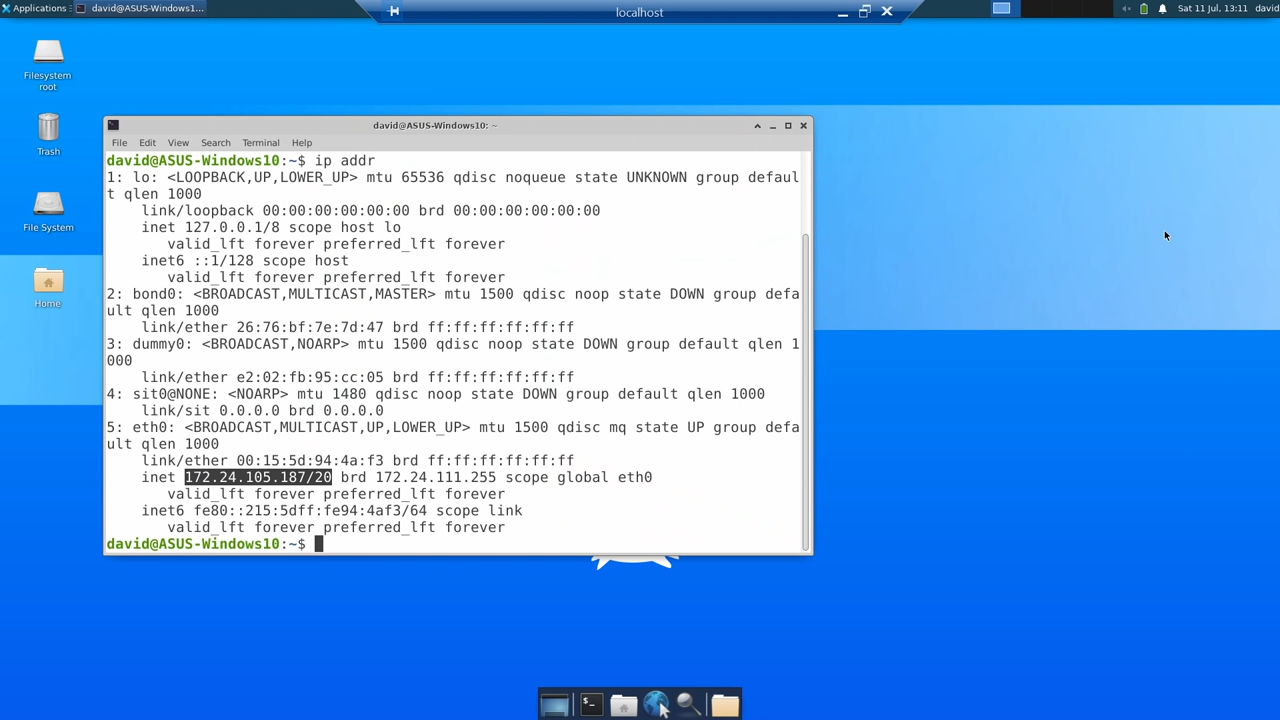 Applications
david@ASUS-Windows1...
localhost
Sat 11 Jul, 13:11
david
Filesystem
root
Trash
File System
Home
david@ASUS-Windows10: ~
File Edit View Search Terminal Help
david@ASUS-Windows10:~$ ip addr
1: lo: <LOOPBACK,UP,LOWER_UP> mtu 65536 qdisc noqueue state UNKNOWN group defaul
t qlen 1000
    link/loopback 00:00:00:00:00:00 brd 00:00:00:00:00:00
    inet 127.0.0.1/8 scope host lo
       valid_lft forever preferred_lft forever
    inet6 ::1/128 scope host
       valid_lft forever preferred_lft forever
2: bond0: <BROADCAST,MULTICAST,MASTER> mtu 1500 qdisc noop state DOWN group defa
ult qlen 1000
    link/ether 26:76:bf:7e:7d:47 brd ff:ff:ff:ff:ff:ff
3: dummy0: <BROADCAST,NOARP> mtu 1500 qdisc noop state DOWN group default qlen 1
000
    link/ether e2:02:fb:95:cc:05 brd ff:ff:ff:ff:ff:ff
4: sit0@NONE: <NOARP> mtu 1480 qdisc noop state DOWN group default qlen 1000
    link/sit 0.0.0.0 brd 0.0.0.0
5: eth0: <BROADCAST,MULTICAST,UP,LOWER_UP> mtu 1500 qdisc mq state UP group defa
ult qlen 1000
    link/ether 00:15:5d:94:4a:f3 brd ff:ff:ff:ff:ff:ff
    inet 172.24.105.187/20 brd 172.24.111.255 scope global eth0
       valid_lft forever preferred_lft forever
    inet6 fe80::215:5dff:fe94:4af3/64 scope link
       valid_lft forever preferred_lft forever
david@ASUS-Windows10:~$